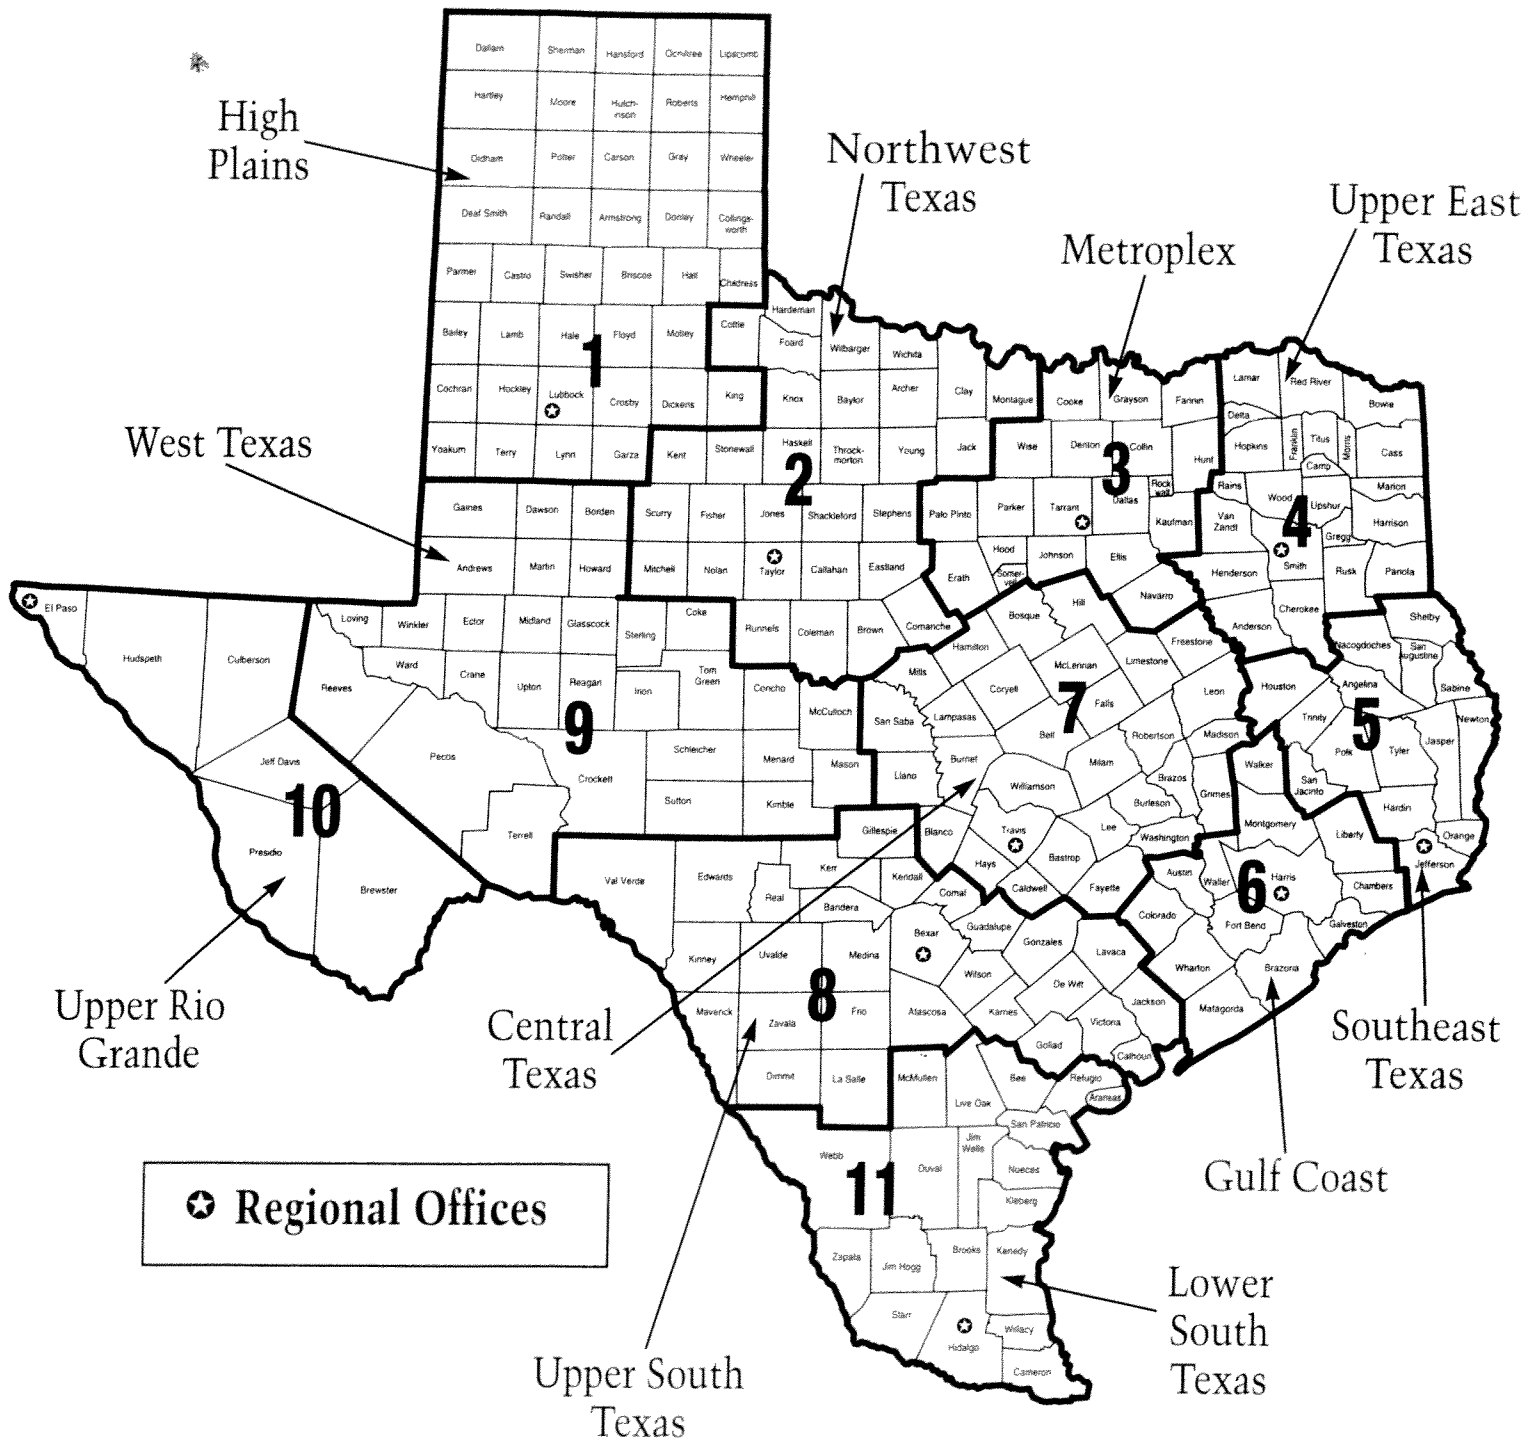 High
Plains
Northwest
Texas
Metroplex
Upper East
Texas
West Texas
Upper Rio
Grande
Central
Texas
Upper South
Texas
Lower
South
Texas
Gulf Coast
Southeast
Texas
Regional Offices
1
2
3
4
5
6
7
8
9
10
11
Dallam
Sherman
Hansford
Ochiltree
Lipscomb
Hartley
Moore
Hutch-
inson
Roberts
Hemphill
Oldham
Potter
Carson
Gray
Wheeler
Deaf Smith
Randall
Armstrong
Donley
Collings-
worth
Parmer
Castro
Swisher
Briscoe
Hall
Childress
Bailey
Lamb
Hale
Floyd
Motley
Cottle
Hardeman
Foard
Wilbarger
Wichita
Cochran
Hockley
Lubbock
Crosby
Dickens
King
Knox
Baylor
Archer
Clay
Montague
Cooke
Grayson
Fannin
Lamar
Red River
Bowie
Yoakum
Terry
Lynn
Garza
Kent
Stonewall
Haskell
Throck-
morton
Young
Jack
Wise
Denton
Collin
Hunt
Delta
Hopkins
Franklin
Titus
Morris
Camp
Cass
Gaines
Dawson
Borden
Scurry
Fisher
Jones
Shackleford
Stephens
Palo Pinto
Parker
Tarrant
Dallas
Rock
wall
Kaufman
Rains
Van
Zandt
Wood
Upshur
Marion
Harrison
Gregg
Andrews
Martin
Howard
Mitchell
Nolan
Taylor
Callahan
Eastland
Erath
Hood
Somer-
vell
Johnson
Ellis
Navarro
Henderson
Smith
Rusk
Panola
El Paso
Hudspeth
Culberson
Loving
Winkler
Ector
Midland
Glasscock
Sterling
Coke
Runnels
Coleman
Brown
Comanche
Bosque
Hill
Hamilton
Freestone
Anderson
Cherokee
Nacogdoches
Shelby
San
Augustine
Sabine
Reeves
Ward
Crane
Upton
Reagan
Irion
Tom
Green
Concho
McCulloch
Mills
San Saba
Lampasas
Coryell
McLennan
Limestone
Falls
Bell
Leon
Robertson
Madison
Houston
Angelina
Trinity
Polk
Tyler
Jasper
Newton
Jeff Davis
Presidio
Brewster
Pecos
Terrell
Crockett
Schleicher
Menard
Mason
Sutton
Kimble
Llano
Burnet
Williamson
Milam
Brazos
Burleson
Grimes
Walker
San
Jacinto
Hardin
Liberty
Montgomery
Orange
Jefferson
Chambers
Gillespie
Blanco
Travis
Hays
Lee
Bastrop
Washington
Caldwell
Fayette
Austin
Waller
Harris
Galveston
Fort Bend
Colorado
Wharton
Brazoria
Matagorda
Val Verde
Edwards
Real
Kerr
Kendall
Bandera
Comal
Bexar
Guadalupe
Gonzales
Lavaca
Kinney
Uvalde
Medina
Wilson
De Witt
Jackson
Maverick
Zavala
Frio
Atascosa
Karnes
Victoria
Goliad
Calhoun
Dimmit
La Salle
McMullen
Live Oak
Bee
Refugio
Aransas
San Patricio
Webb
Duval
Jim
Wells
Nueces
Kleberg
Zapata
Jim Hogg
Brooks
Kenedy
Starr
Hidalgo
Willacy
Cameron